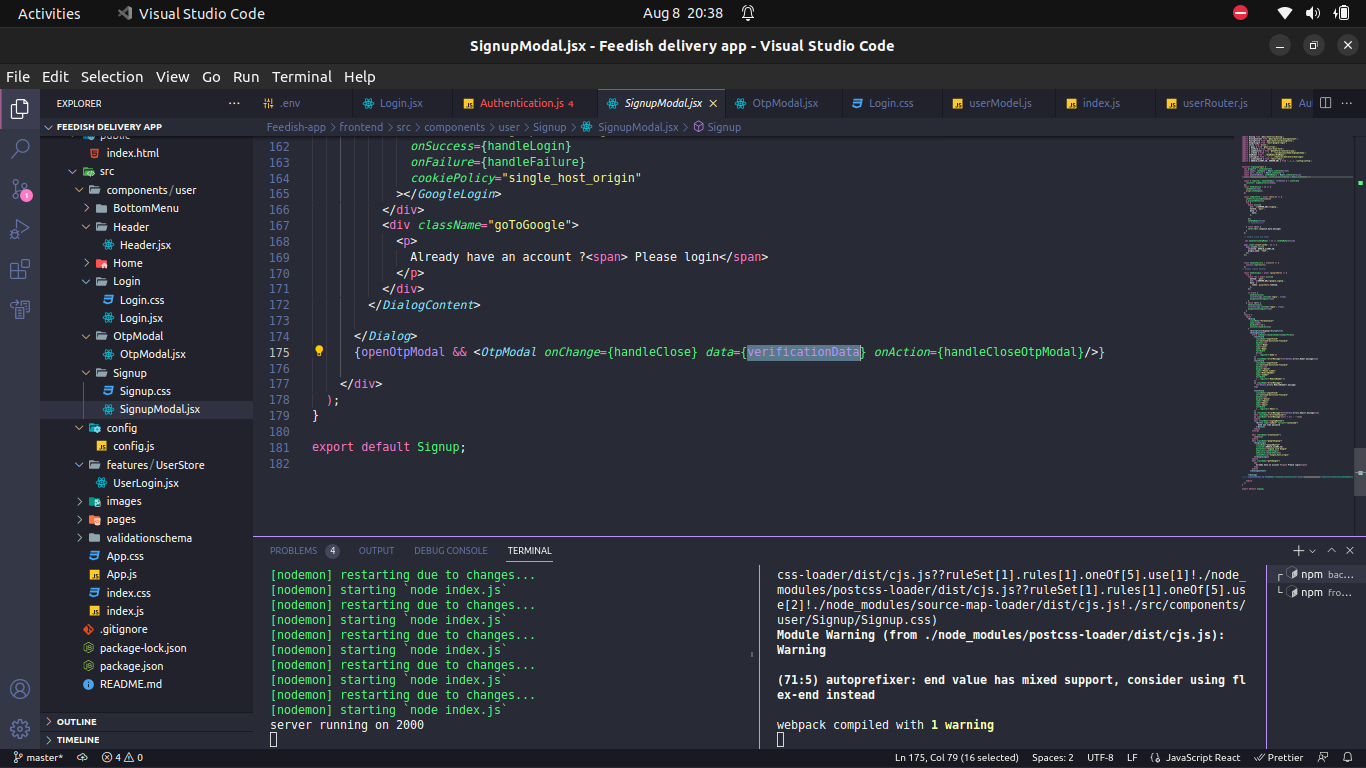 Activities
Visual Studio Code
Aug 8 20:38
SignupModal.jsx - Feedish delivery app - Visual Studio Code
File Edit Selection View Go Run Terminal Help
EXPLORER
.env
Login.jsx
Authentication.js 4
SignupModal.jsx
OtpModal.jsx
Login.css
userModel.js
index.js
userRouter.js
Au
FEEDISH DELIVERY APP
Feedish-app > frontend > src > components > user > Signup > SignupModal.jsx > Signup
public
index.html
src
components / user
BottomMenu
Header
Header.jsx
Home
Login
Login.css
Login.jsx
OtpModal
OtpModal.jsx
Signup
Signup.css
SignupModal.jsx
config
config.js
features / UserStore
UserLogin.jsx
images
pages
validationschema
App.css
App.js
index.css
index.js
.gitignore
package-lock.json
package.json
README.md
OUTLINE
TIMELINE
162 onSuccess={handleLogin}
163 onFailure={handleFailure}
164 cookiePolicy="single_host_origin"
165 ></GoogleLogin>
166 </div>
167 <div className="goToGoogle">
168 <p>
169 Already have an account ?<span> Please login</span>
170 </p>
171 </div>
172 </DialogContent>
173
174 </Dialog>
175 {openOtpModal && <OtpModal onChange={handleClose} data={verificationData} onAction={handleCloseOtpModal}/>}
176
177 </div>
178 );
179 }
180
181 export default Signup;
182
PROBLEMS 4 OUTPUT DEBUG CONSOLE TERMINAL
[nodemon] restarting due to changes...
[nodemon] starting `node index.js`
[nodemon] restarting due to changes...
[nodemon] starting `node index.js`
[nodemon] restarting due to changes...
[nodemon] starting `node index.js`
[nodemon] restarting due to changes...
[nodemon] starting `node index.js`
[nodemon] restarting due to changes...
[nodemon] starting `node index.js`
server running on 2000
css-loader/dist/cjs.js??ruleSet[1].rules[1].oneOf[5].use[1]!./node_
modules/postcss-loader/dist/cjs.js??ruleSet[1].rules[1].oneOf[5].us
e[2]!./node_modules/source-map-loader/dist/cjs.js!./src/components/
user/Signup/Signup.css)
Module Warning (from ./node_modules/postcss-loader/dist/cjs.js):
Warning
(71:5) autoprefixer: end value has mixed support, consider using fl
ex-end instead
webpack compiled with 1 warning
npm bac...
npm fro...
1
master*
4 0
Ln 175, Col 79 (16 selected)
Spaces: 2
UTF-8
LF
JavaScript React
Prettier